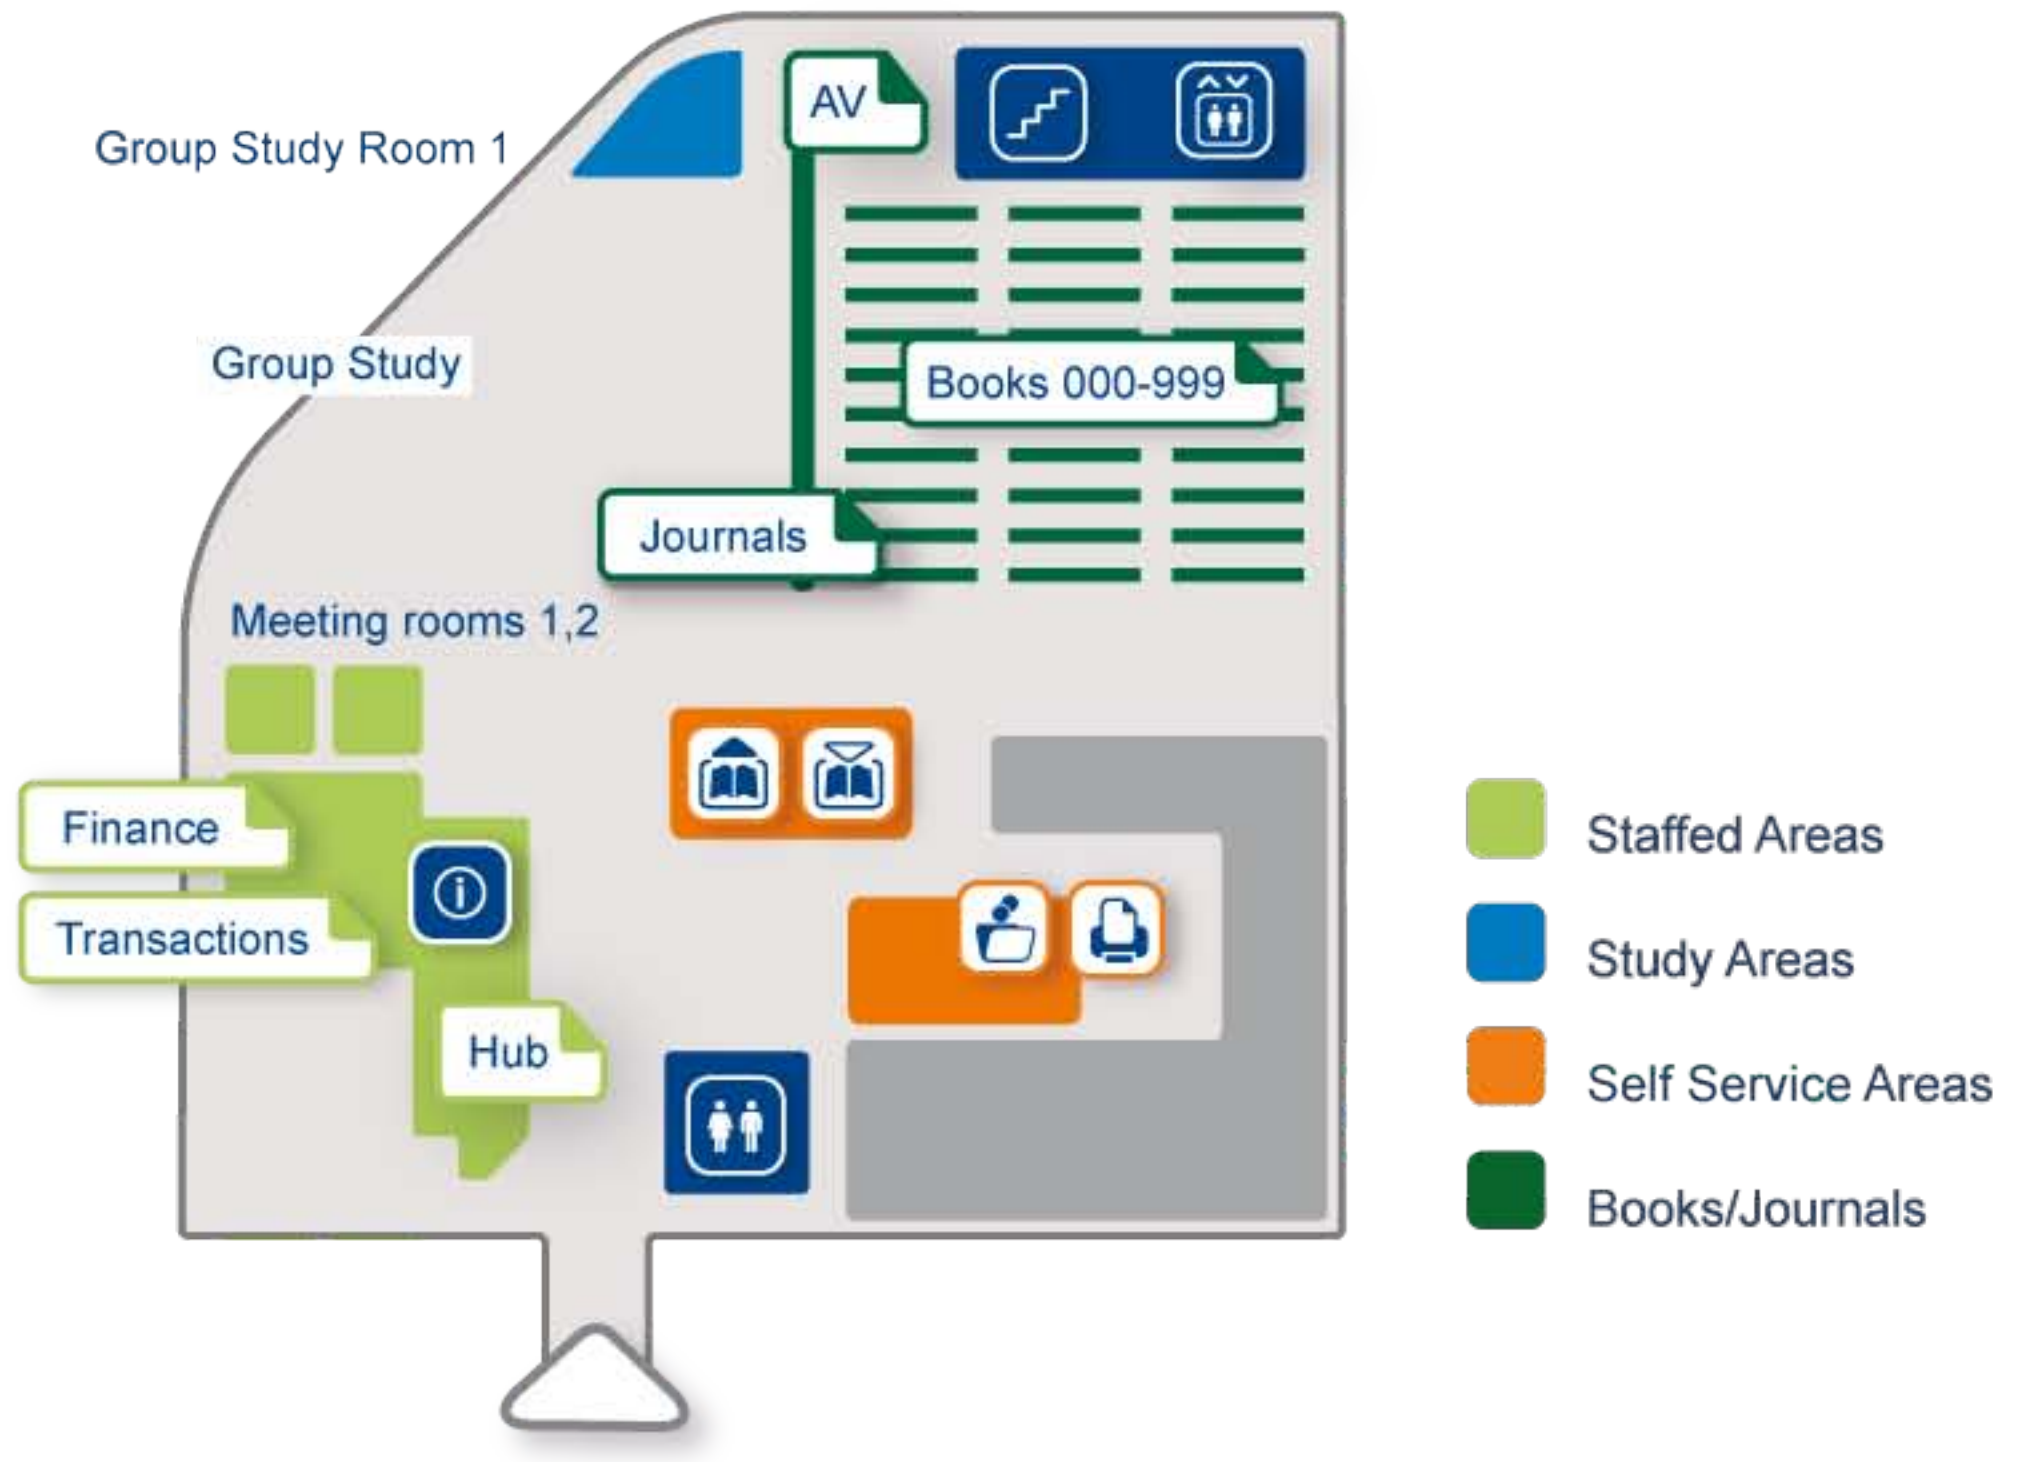 AV
Group Study Room 1
Group Study
Books 000-999
Journals
Meeting rooms 1,2
Finance
Transactions
i
Hub
Staffed Areas
Study Areas
Self Service Areas
Books/Journals